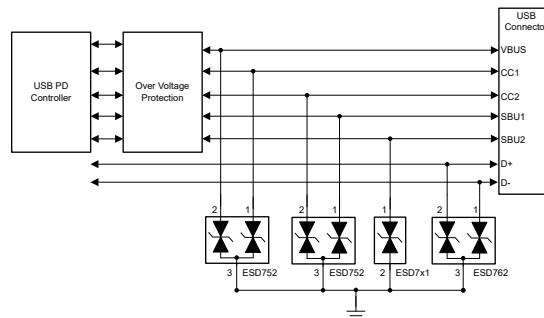 USB
Connecto
USB PD
Controller
Over Voltage
Protection
VBUS
CC1
CC2
SBU1
SBU2
D+
D-
2 1 2 1 1 2 1
3 ESD752 3 ESD752 2 ESD7x1 3 ESD762